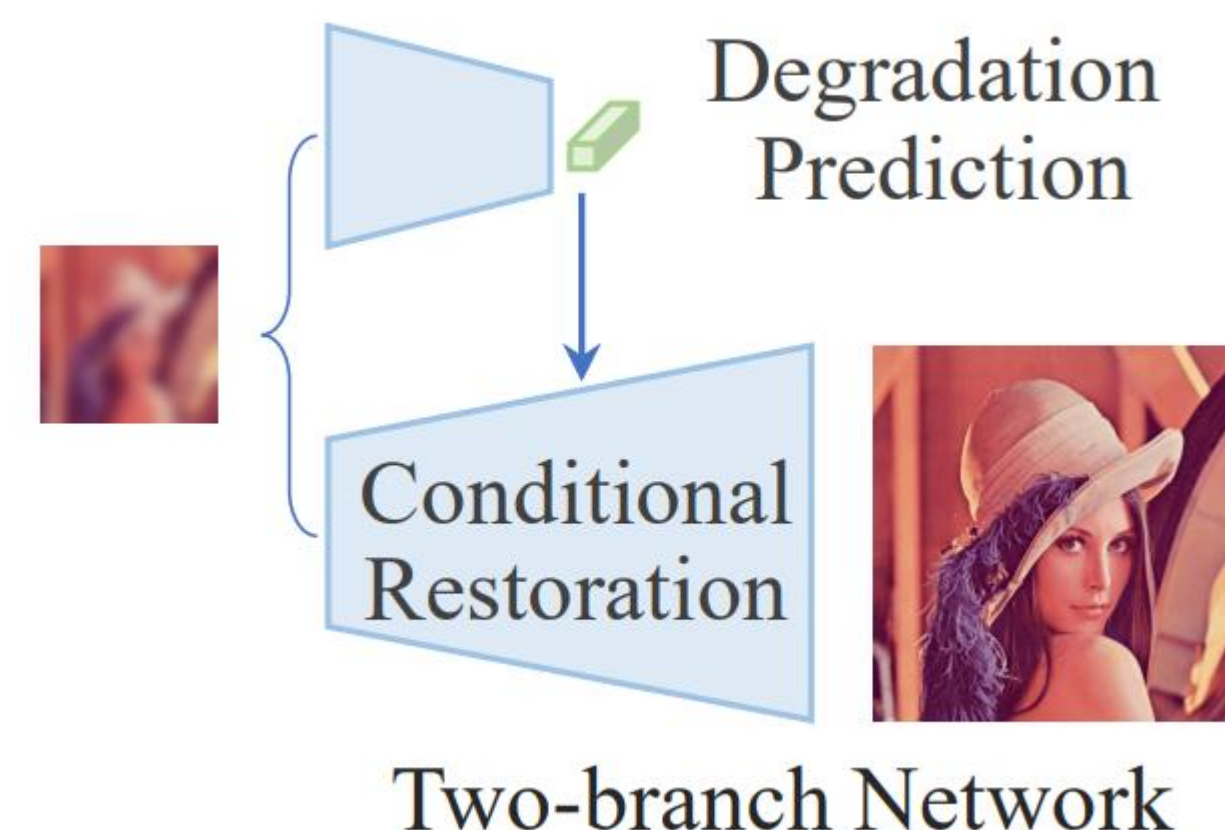 Degradation
Prediction
Conditional
Restoration
Two-branch Network